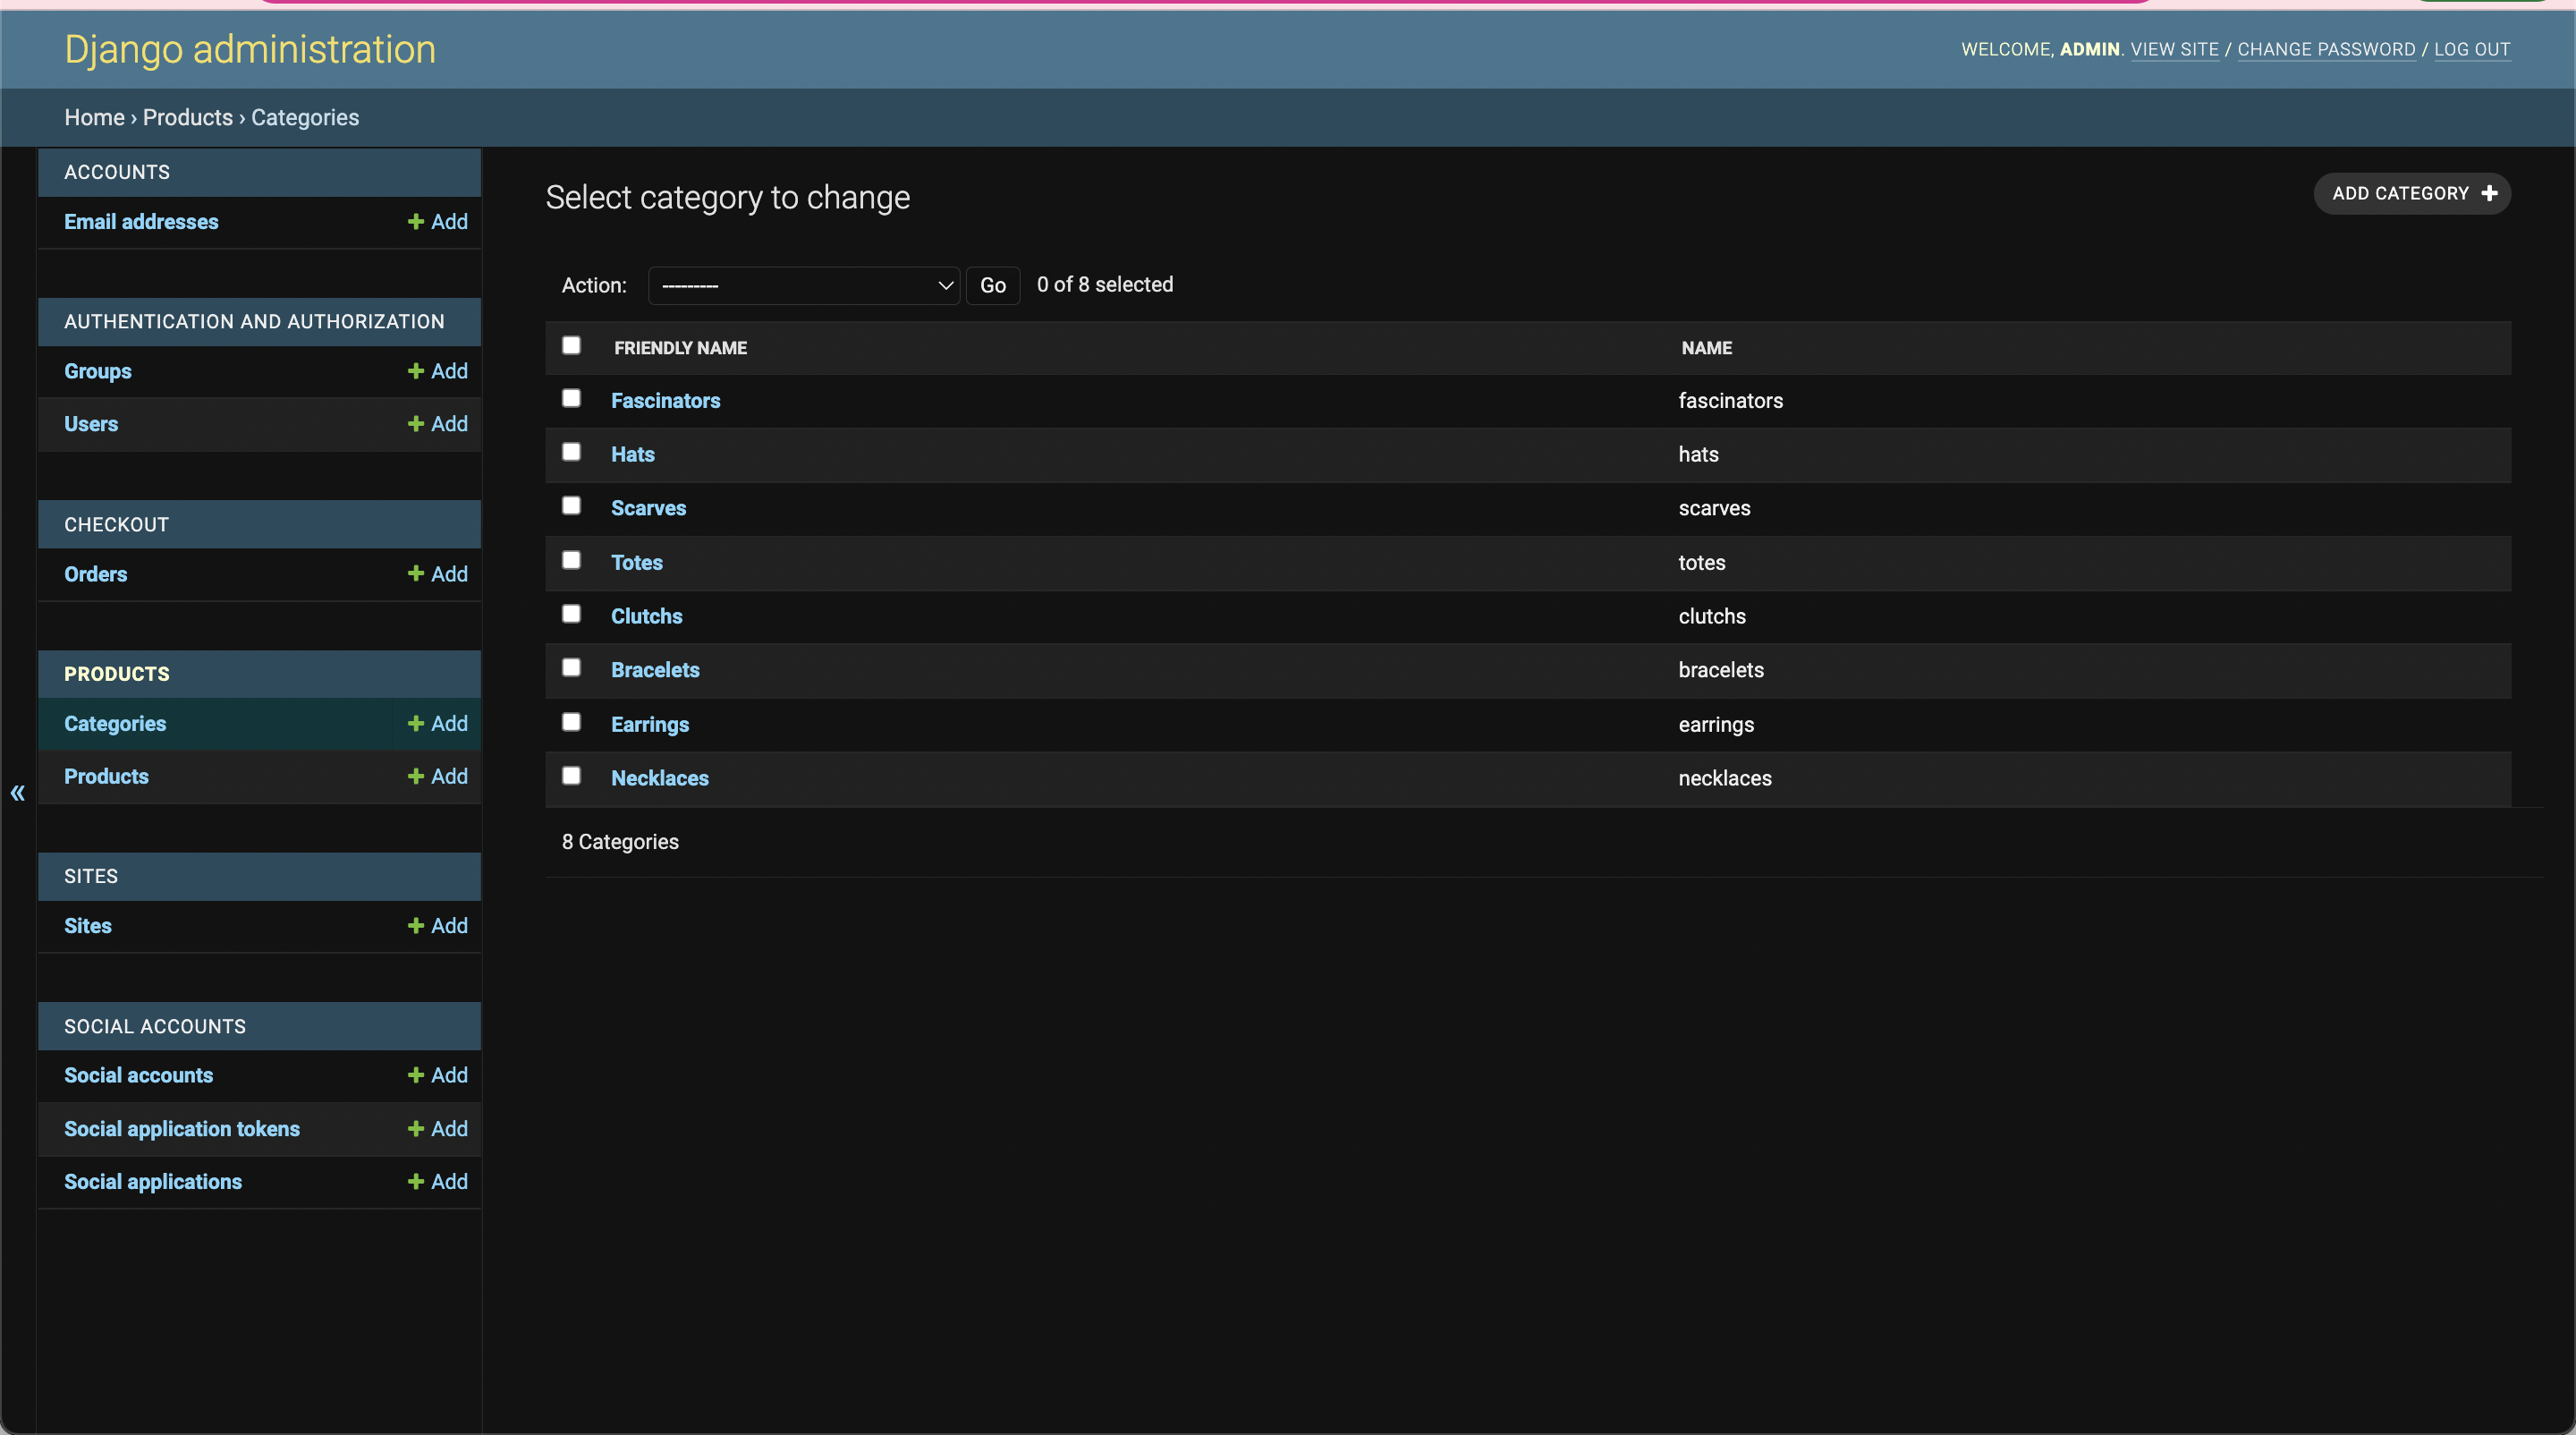 Django administration
WELCOME, ADMIN. VIEW SITE / CHANGE PASSWORD / LOG OUT
Home › Products › Categories
ACCOUNTS
Email addresses + Add
AUTHENTICATION AND AUTHORIZATION
Groups + Add
Users + Add
CHECKOUT
Orders + Add
PRODUCTS
Categories + Add
Products + Add
SITES
Sites + Add
SOCIAL ACCOUNTS
Social accounts + Add
Social application tokens + Add
Social applications + Add
«
Select category to change
ADD CATEGORY +
Action: --------- Go 0 of 8 selected
FRIENDLY NAME NAME
Fascinators fascinators
Hats hats
Scarves scarves
Totes totes
Clutchs clutchs
Bracelets bracelets
Earrings earrings
Necklaces necklaces
8 Categories